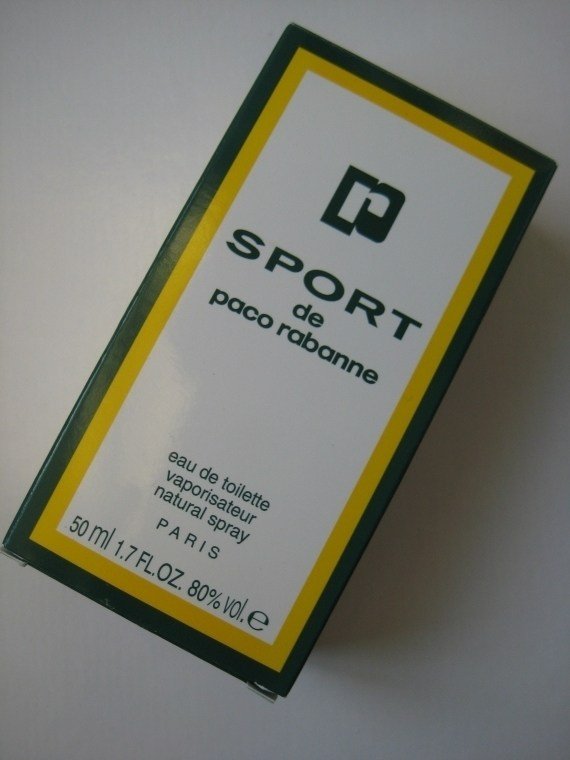 SPORT
de
paco rabanne
eau de toilette
vaporisateur
natural spray
PARIS
50 ml 1.7 FL.OZ. 80% vol. ℮